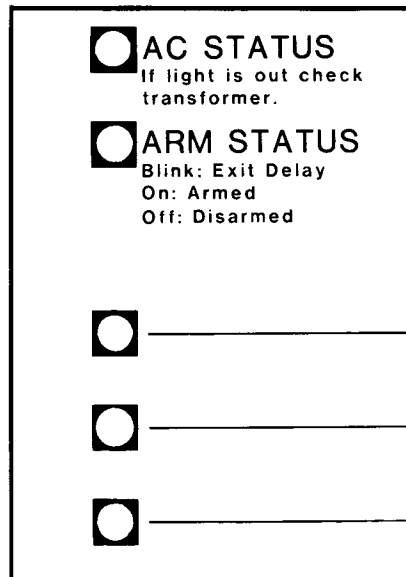 AC STATUS
If light is out check
transformer.
ARM STATUS
Blink: Exit Delay
On: Armed
Off: Disarmed